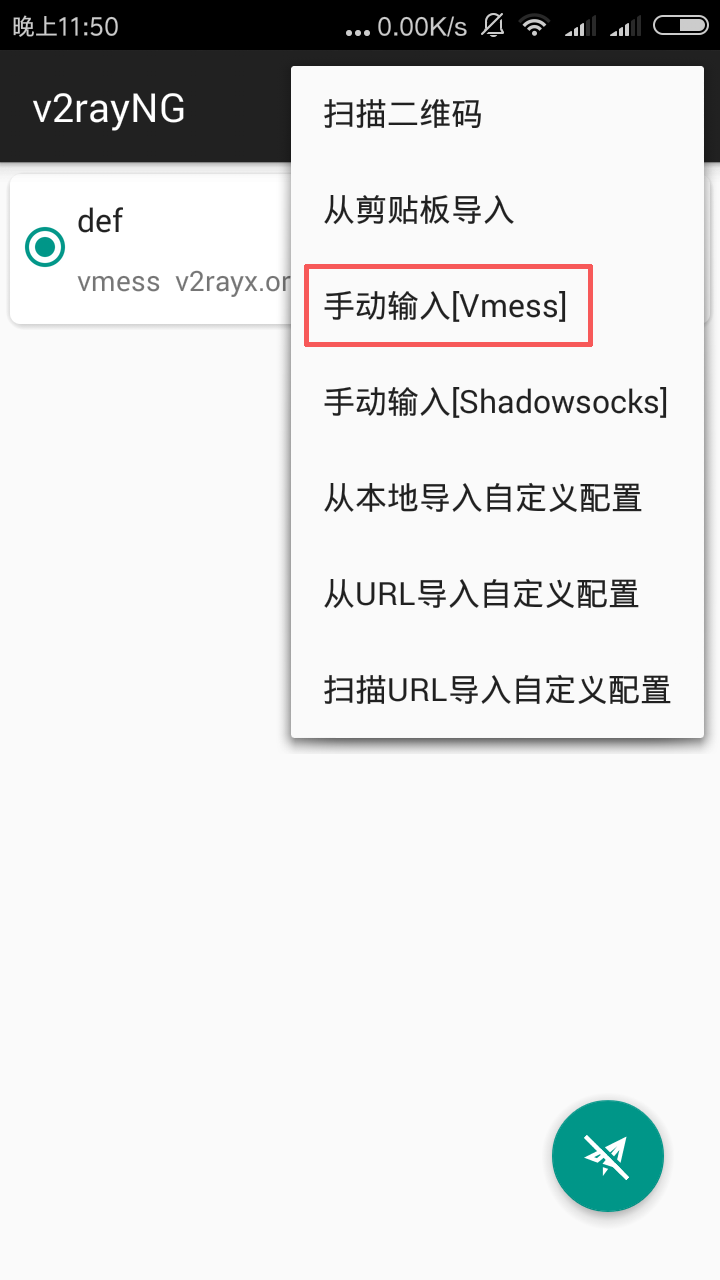 晚上11:50 ... 0.00K/s
v2rayNG
def
vmess v2rayx.or
扫描二维码
从剪贴板导入
手动输入[Vmess]
手动输入[Shadowsocks]
从本地导入自定义配置
从URL导入自定义配置
扫描URL导入自定义配置